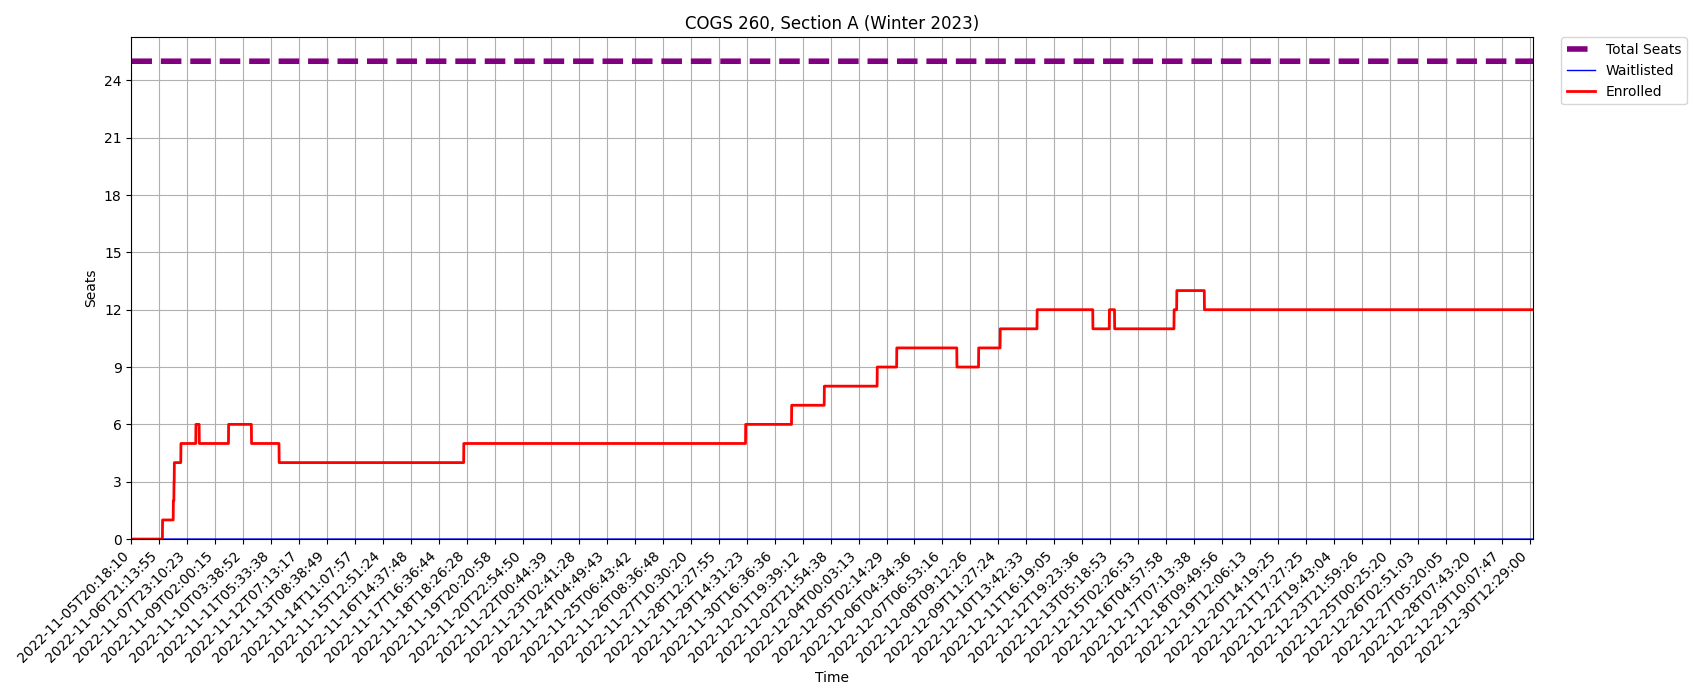 COGS 260, Section A (Winter 2023)
Total Seats
Waitlisted
Enrolled
Seats
24
21
18
15
12
9
6
3
0
2022-11-05T20:18:10
2022-11-06T21:13:55
2022-11-07T23:10:23
2022-11-09T02:00:15
2022-11-10T03:38:52
2022-11-11T05:33:38
2022-11-12T07:13:17
2022-11-13T08:38:49
2022-11-14T11:07:57
2022-11-15T12:51:24
2022-11-16T14:37:48
2022-11-17T16:36:44
2022-11-18T18:26:28
2022-11-19T20:20:58
2022-11-20T22:54:50
2022-11-22T00:44:39
2022-11-23T02:41:28
2022-11-24T04:49:43
2022-11-25T06:43:42
2022-11-26T08:36:48
2022-11-27T10:30:20
2022-11-28T12:27:55
2022-11-29T14:31:23
2022-11-30T16:36:36
2022-12-01T19:39:12
2022-12-02T21:54:38
2022-12-04T00:03:13
2022-12-05T02:14:29
2022-12-06T04:34:36
2022-12-07T06:53:16
2022-12-08T09:12:26
2022-12-09T11:27:24
2022-12-10T13:42:33
2022-12-11T16:19:05
2022-12-12T19:23:36
2022-12-13T05:18:53
2022-12-15T02:26:53
2022-12-16T04:57:58
2022-12-17T07:13:38
2022-12-18T09:49:56
2022-12-19T12:06:13
2022-12-20T14:19:25
2022-12-21T17:27:25
2022-12-22T19:43:04
2022-12-23T21:59:26
2022-12-25T00:25:20
2022-12-26T02:51:03
2022-12-27T05:20:05
2022-12-28T07:43:20
2022-12-29T10:07:47
2022-12-30T12:29:00
Time